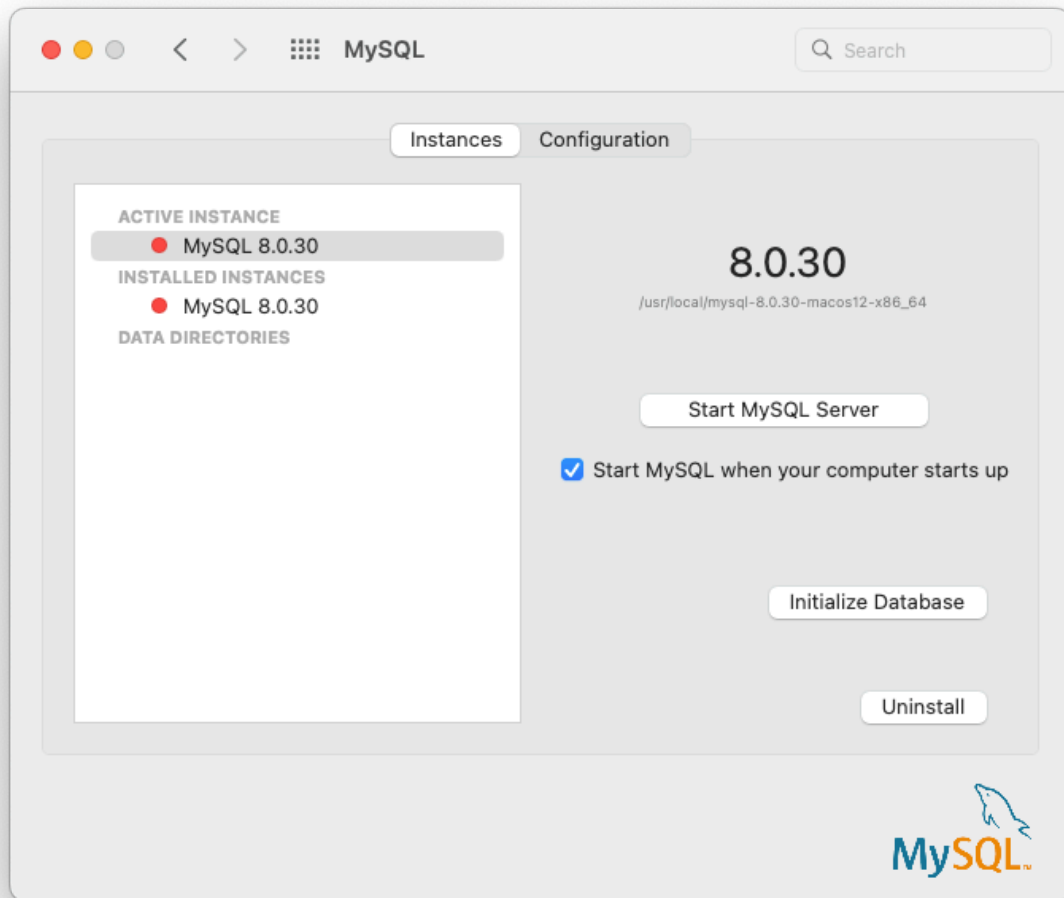 MySQL
Search
Instances
Configuration
ACTIVE INSTANCE
MySQL 8.0.30
INSTALLED INSTANCES
MySQL 8.0.30
DATA DIRECTORIES
8.0.30
/usr/local/mysql-8.0.30-macos12-x86_64
Start MySQL Server
Start MySQL when your computer starts up
Initialize Database
Uninstall
MySQL™